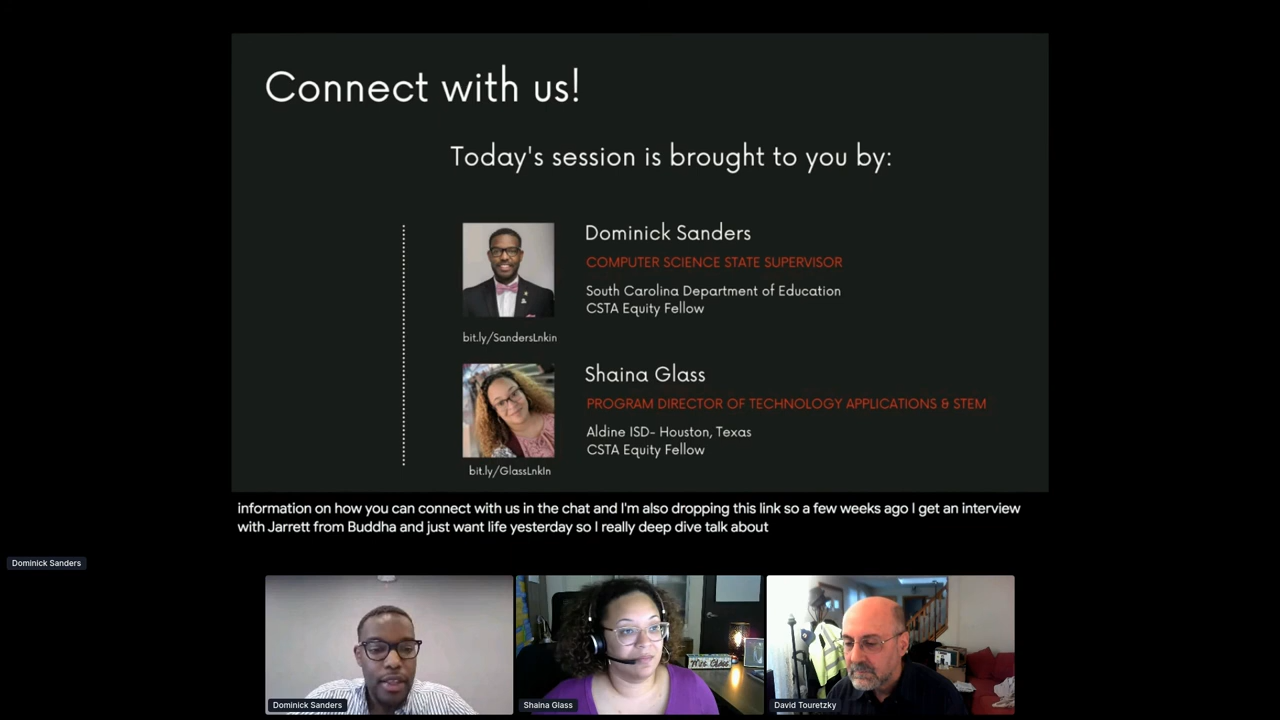 Connect with us!
Today's session is brought to you by:
Dominick Sanders
COMPUTER SCIENCE STATE SUPERVISOR
South Carolina Department of Education
CSTA Equity Fellow
bit.ly/SandersLnkin
Shaina Glass
PROGRAM DIRECTOR OF TECHNOLOGY APPLICATIONS & STEM
Aldine ISD- Houston, Texas
CSTA Equity Fellow
bit.ly/GlassLnkIn
information on how you can connect with us in the chat and I'm also dropping this link so a few weeks ago I get an interview
with Jarrett from Buddha and just want life yesterday so I really deep dive talk about
Dominick Sanders
Mrs. Glass
Dominick Sanders
Shaina Glass
David Touretzky